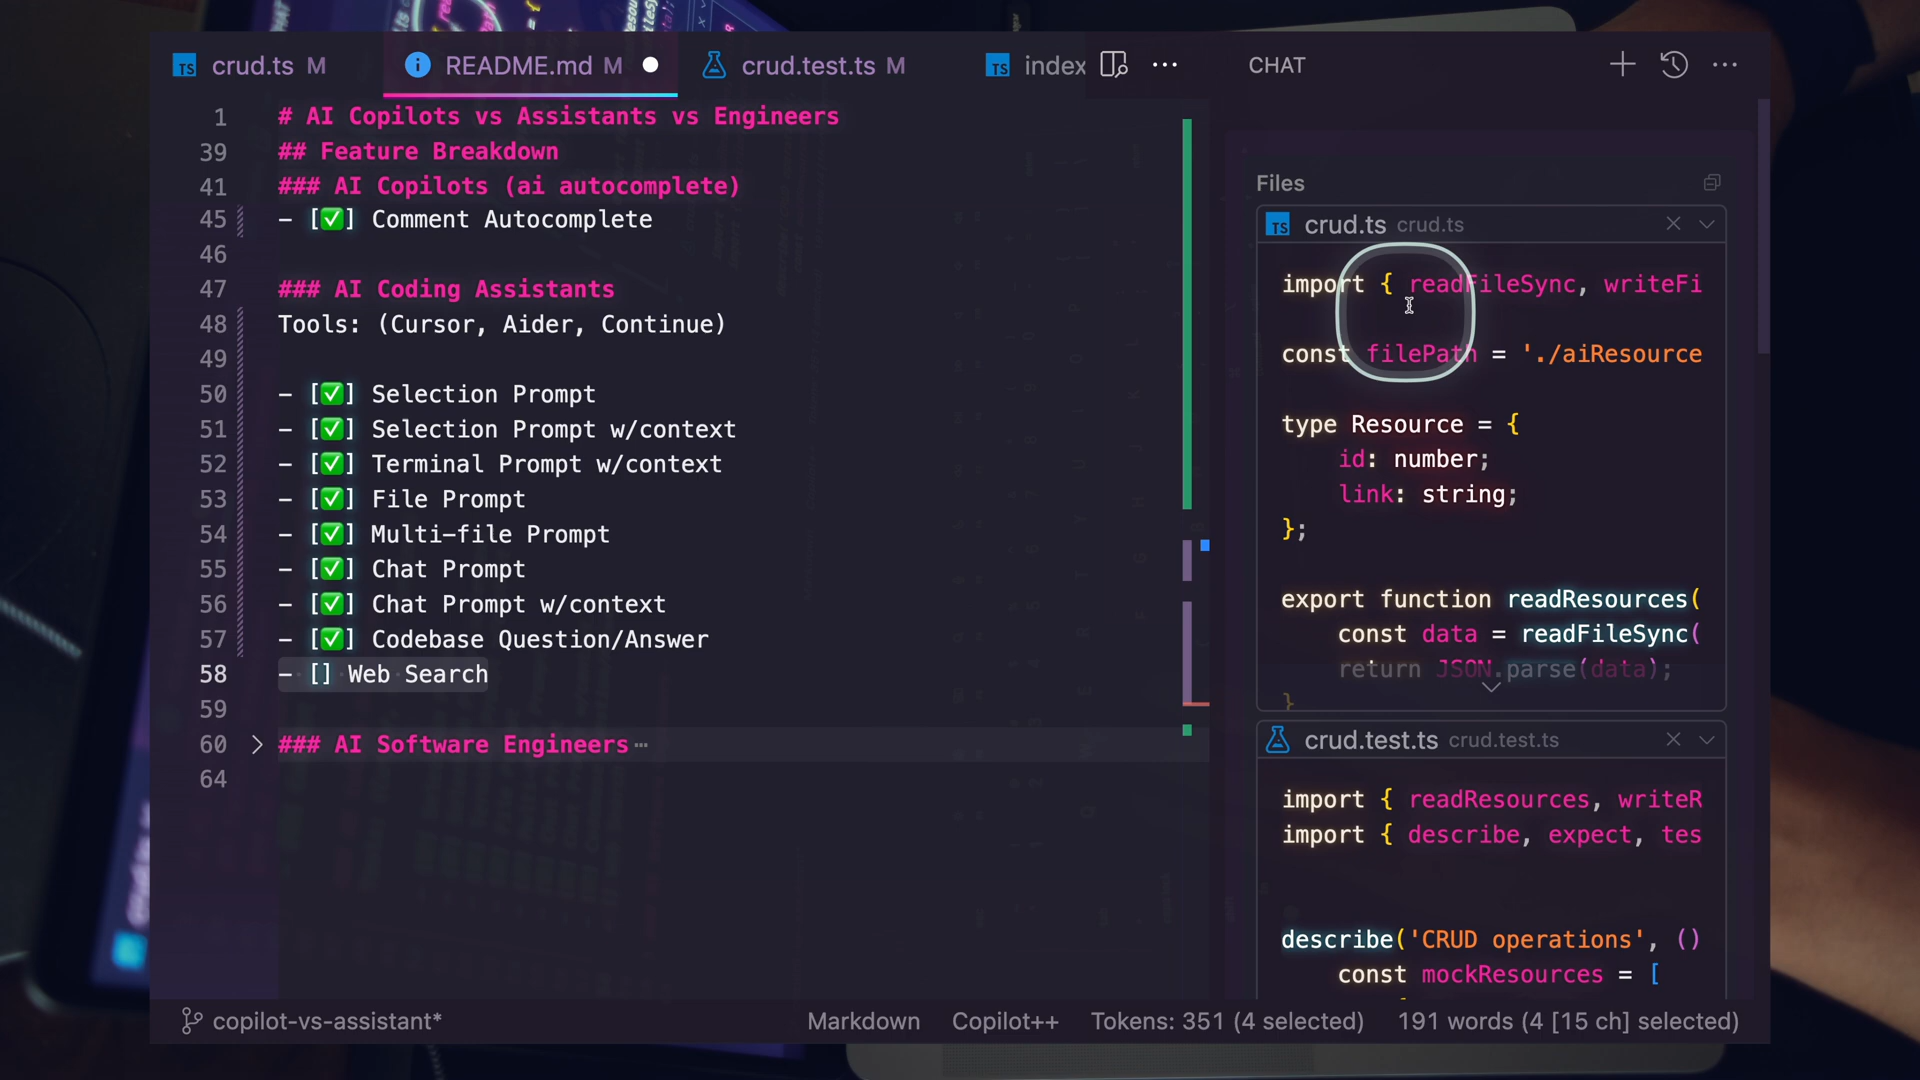 crud.ts M
README.md M
crud.test.ts M
index
CHAT
1 # AI Copilots vs Assistants vs Engineers
39 ## Feature Breakdown
41 ### AI Copilots (ai autocomplete)
45 - [✅] Comment Autocomplete
46
47 ### AI Coding Assistants
48 Tools: (Cursor, Aider, Continue)
49
50 - [✅] Selection Prompt
51 - [✅] Selection Prompt w/context
52 - [✅] Terminal Prompt w/context
53 - [✅] File Prompt
54 - [✅] Multi-file Prompt
55 - [✅] Chat Prompt
56 - [✅] Chat Prompt w/context
57 - [✅] Codebase Question/Answer
58 - [] Web Search
59
60 ### AI Software Engineers
64
Files
TS crud.ts crud.ts
import { readFileSync, writeFi
const filePath = './aiResource
type Resource = {
id: number;
link: string;
};
export function readResources(
const data = readFileSync(
return JSON.parse(data);
}
crud.test.ts crud.test.ts
import { readResources, writeR
import { describe, expect, tes
describe('CRUD operations', ()
const mockResources = [
copilot-vs-assistant*
Markdown
Copilot++
Tokens: 351 (4 selected)
191 words (4 [15 ch] selected)